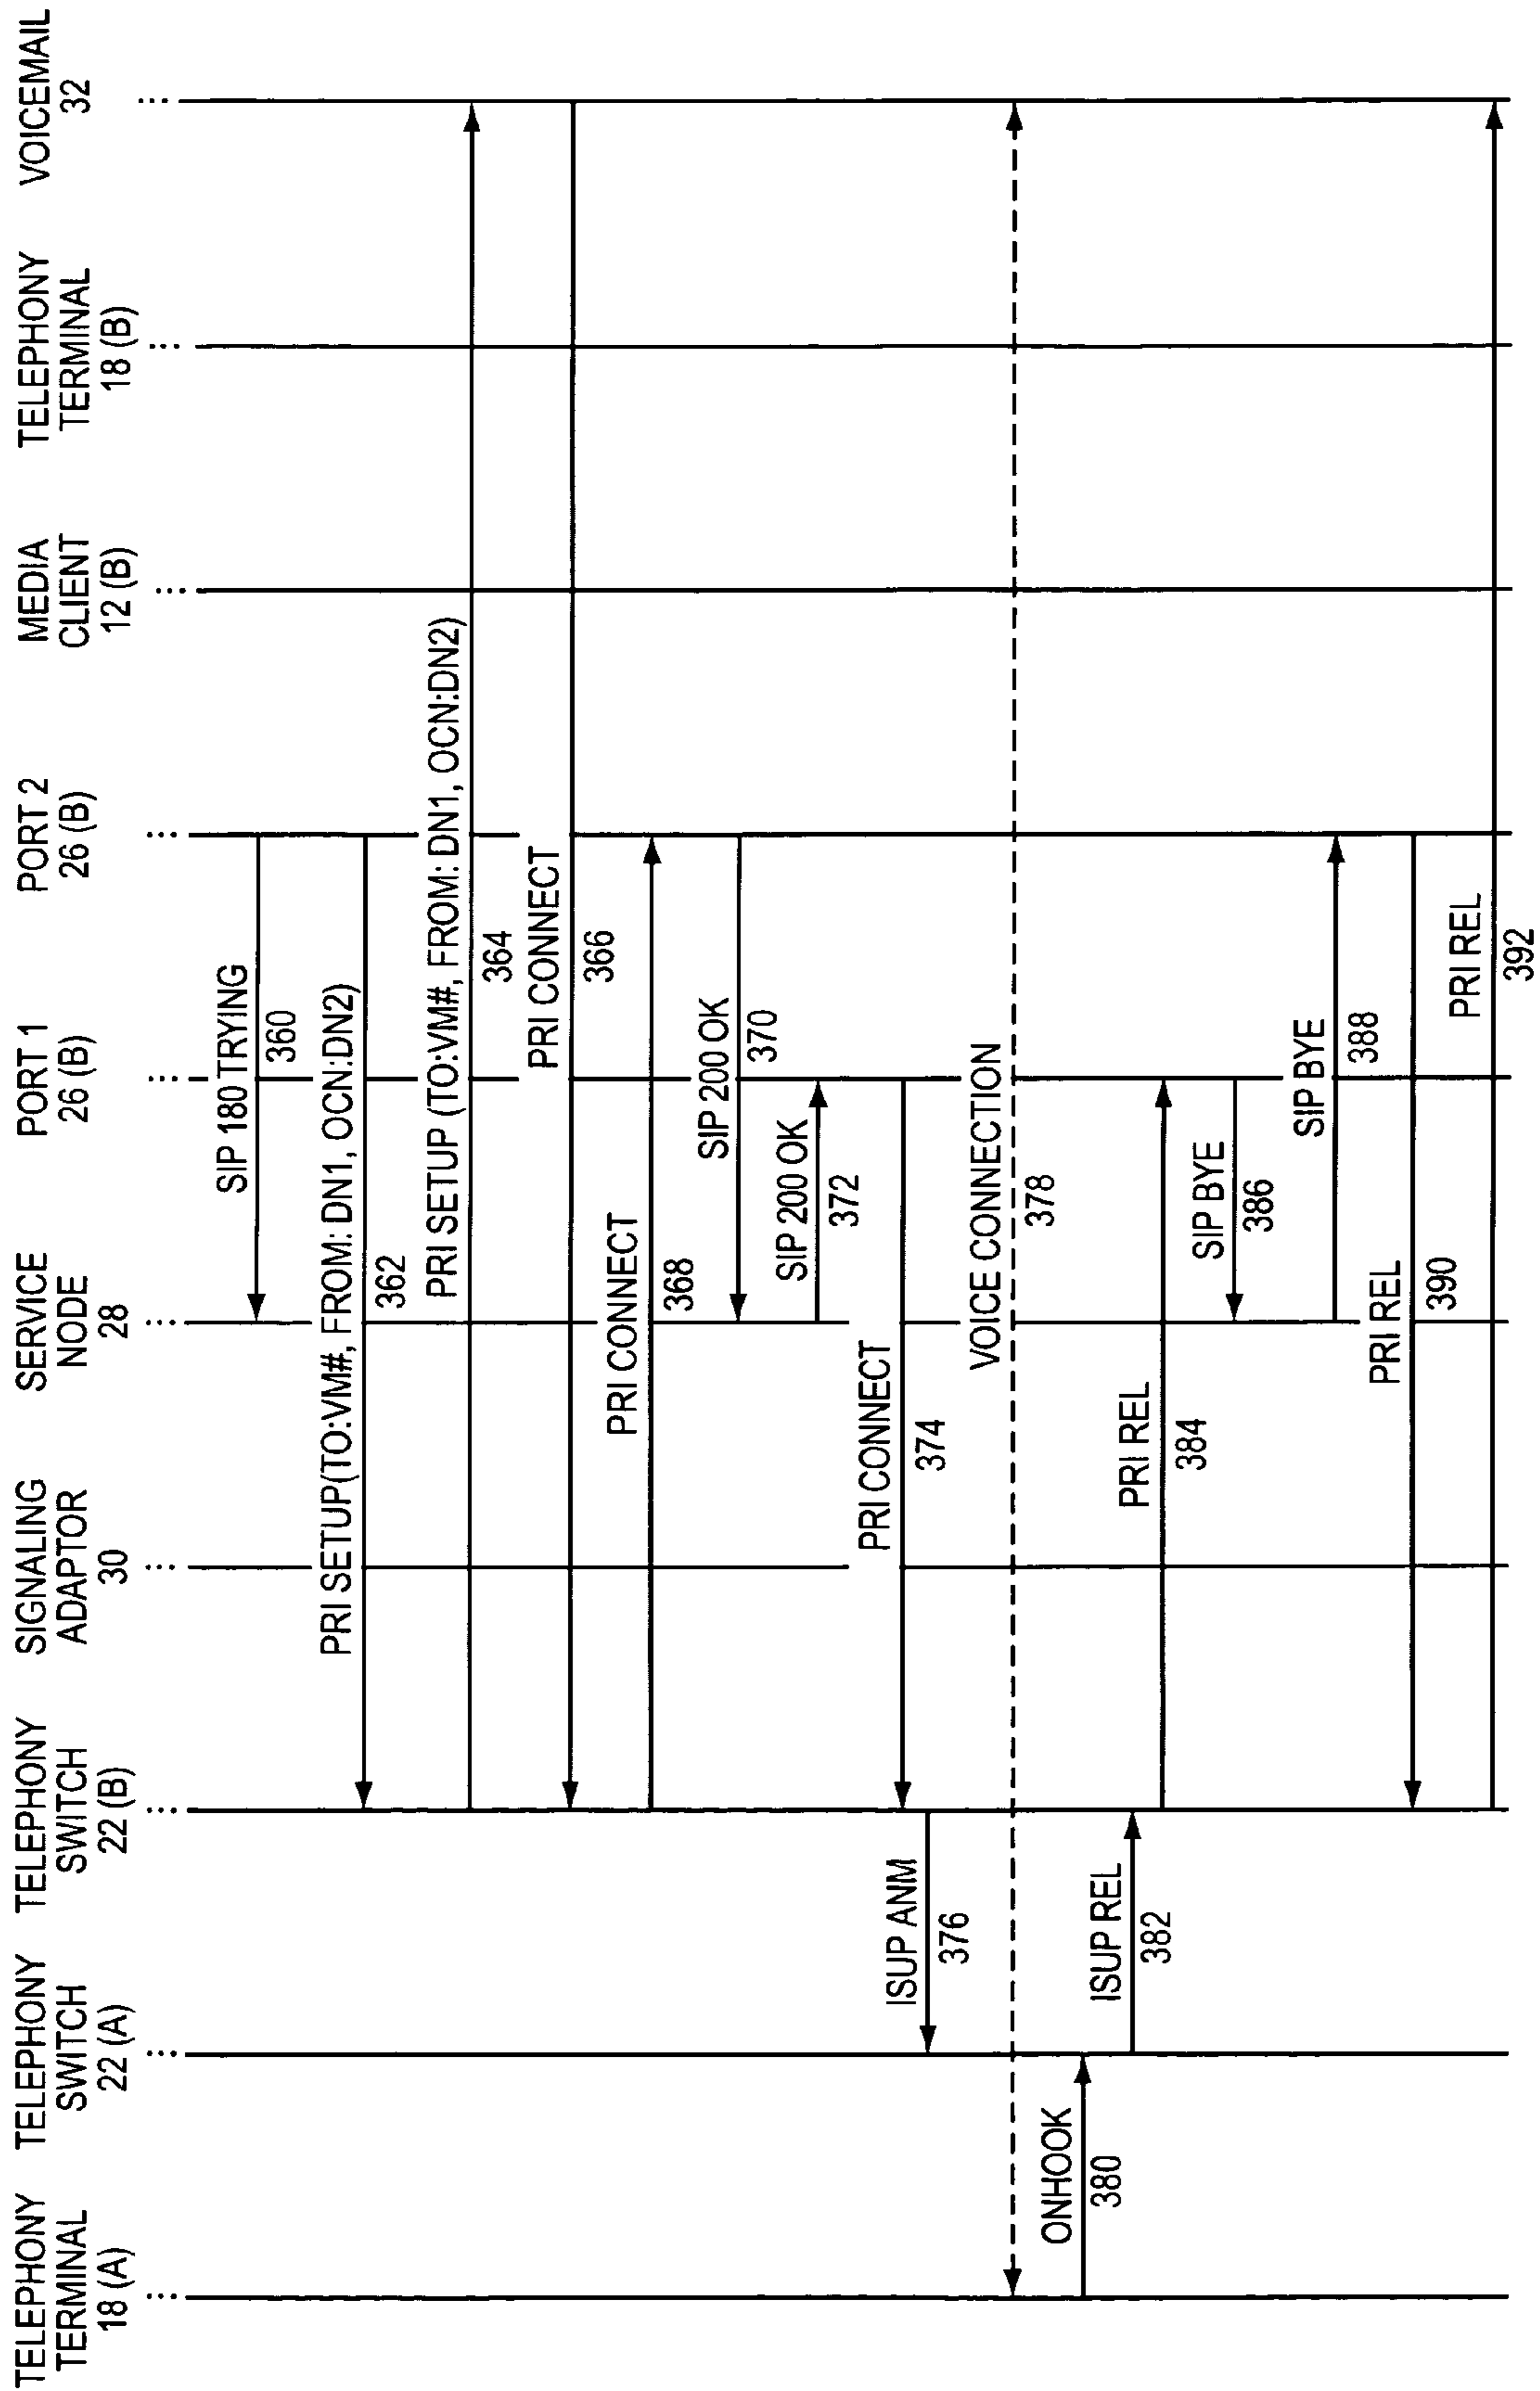 TELEPHONY
TERMINAL
18 (A)
TELEPHONY
SWITCH
22 (A)
TELEPHONY
SWITCH
22 (B)
SIGNALING
ADAPTOR
30
SERVICE
NODE
28
PORT 1
26 (B)
PORT 2
26 (B)
MEDIA
CLIENT
12 (B)
TELEPHONY
TERMINAL
18 (B)
VOICEMAIL
32
SIP 180 TRYING
360
PRI SETUP(TO:VM#, FROM: DN1, OCN:DN2)
362
PRI SETUP (TO:VM#, FROM: DN1, OCN:DN2)
364
PRI CONNECT
366
PRI CONNECT
368
SIP 200 OK
370
SIP 200 OK
372
PRI CONNECT
374
ISUP ANM
376
VOICE CONNECTION
378
ONHOOK
380
ISUP REL
382
PRI REL
384
SIP BYE
386
SIP BYE
388
PRI REL
390
PRI REL
392